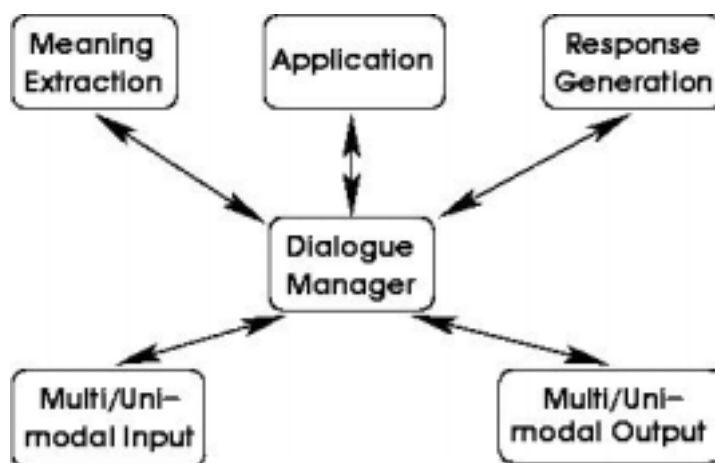 Meaning
Extraction
Application
Response
Generation
Dialogue
Manager
Multi/Uni-
modal Input
Multi/Uni-
modal Output